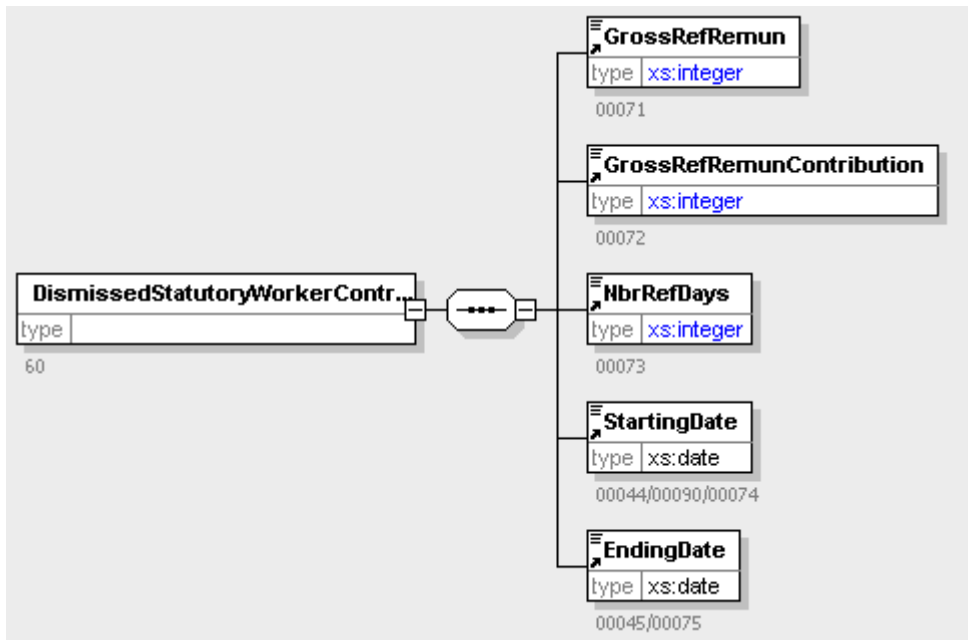 GrossRefRemun
type xs:integer
00071
GrossRefRemunContribution
type xs:integer
00072
DismissedStatutoryWorkerContr...
type
60
NbrRefDays
type xs:integer
00073
StartingDate
type xs:date
00044/00090/00074
EndingDate
type xs:date
00045/00075